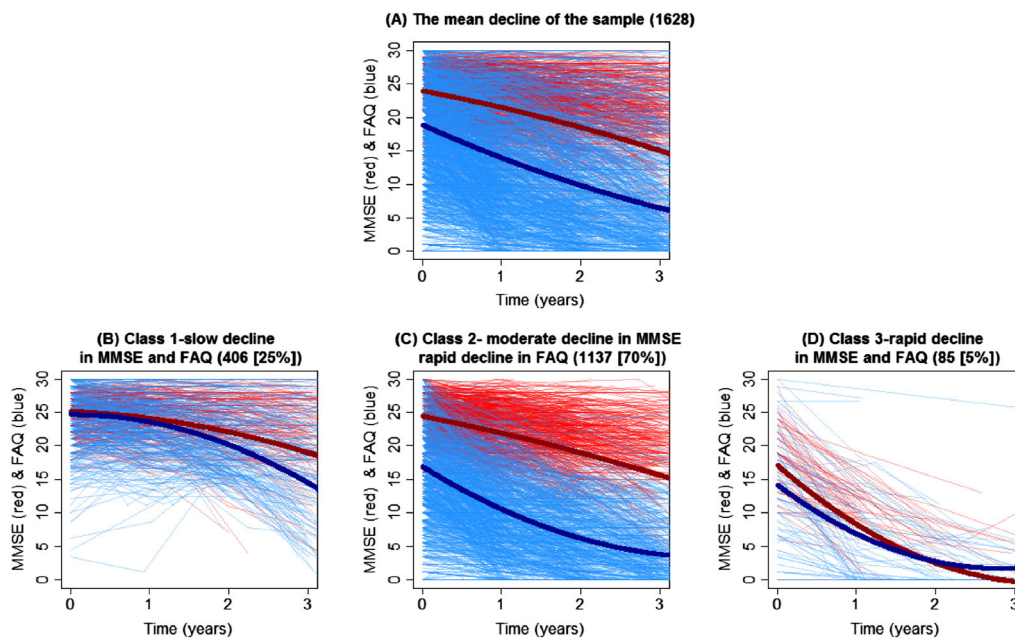 (A) The mean decline of the sample (1628)
MMSE (red) & FAQ (blue)
30
25
20
15
10
5
0
0 1 2 3
Time (years)
(B) Class 1-slow decline
in MMSE and FAQ (406 [25%])
MMSE (red) & FAQ (blue)
30
25
20
15
10
5
0
0 1 2 3
Time (years)
(C) Class 2- moderate decline in MMSE
rapid decline in FAQ (1137 [70%])
MMSE (red) & FAQ (blue)
30
25
20
15
10
5
0
0 1 2 3
Time (years)
(D) Class 3-rapid decline
in MMSE and FAQ (85 [5%])
MMSE (red) & FAQ (blue)
30
25
20
15
10
5
0
0 1 2 3
Time (years)